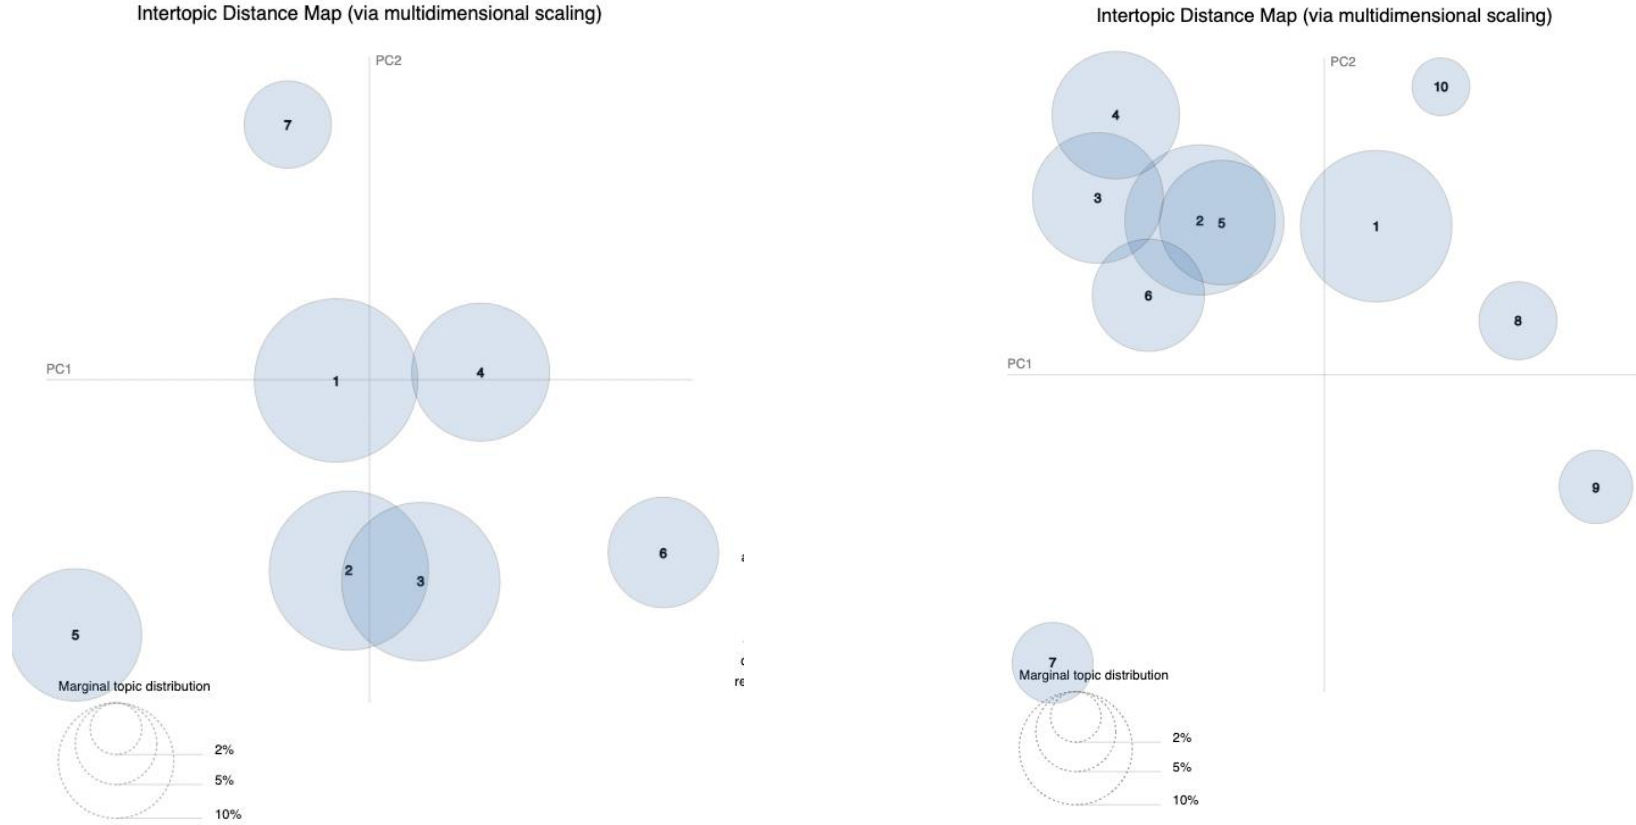 Intertopic Distance Map (via multidimensional scaling)
PC2
7
PC1
1
4
2
3
6
5
Marginal topic distribution
2%
5%
10%
re
Intertopic Distance Map (via multidimensional scaling)
PC2
10
4
3
2 5
1
6
8
PC1
9
7
Marginal topic distribution
2%
5%
10%